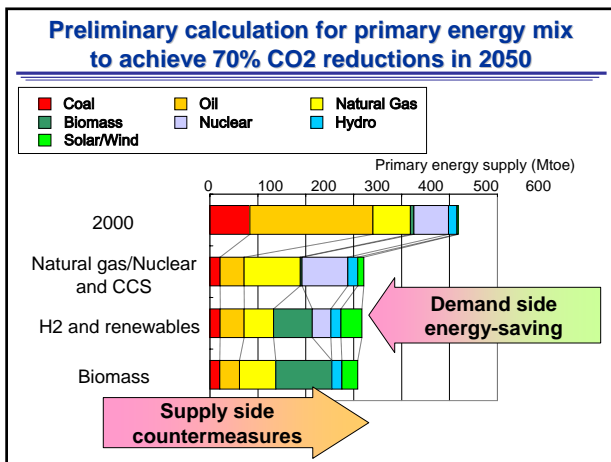 Preliminary calculation for primary energy mix
to achieve 70% CO2 reductions in 2050
Coal Oil Natural Gas
Biomass Nuclear Hydro
Solar/Wind
Primary energy supply (Mtoe)
0 100 200 300 400 500 600
2000
Natural gas/Nuclear
and CCS
H2 and renewables
Biomass
Demand side
energy-saving
Supply side
countermeasures